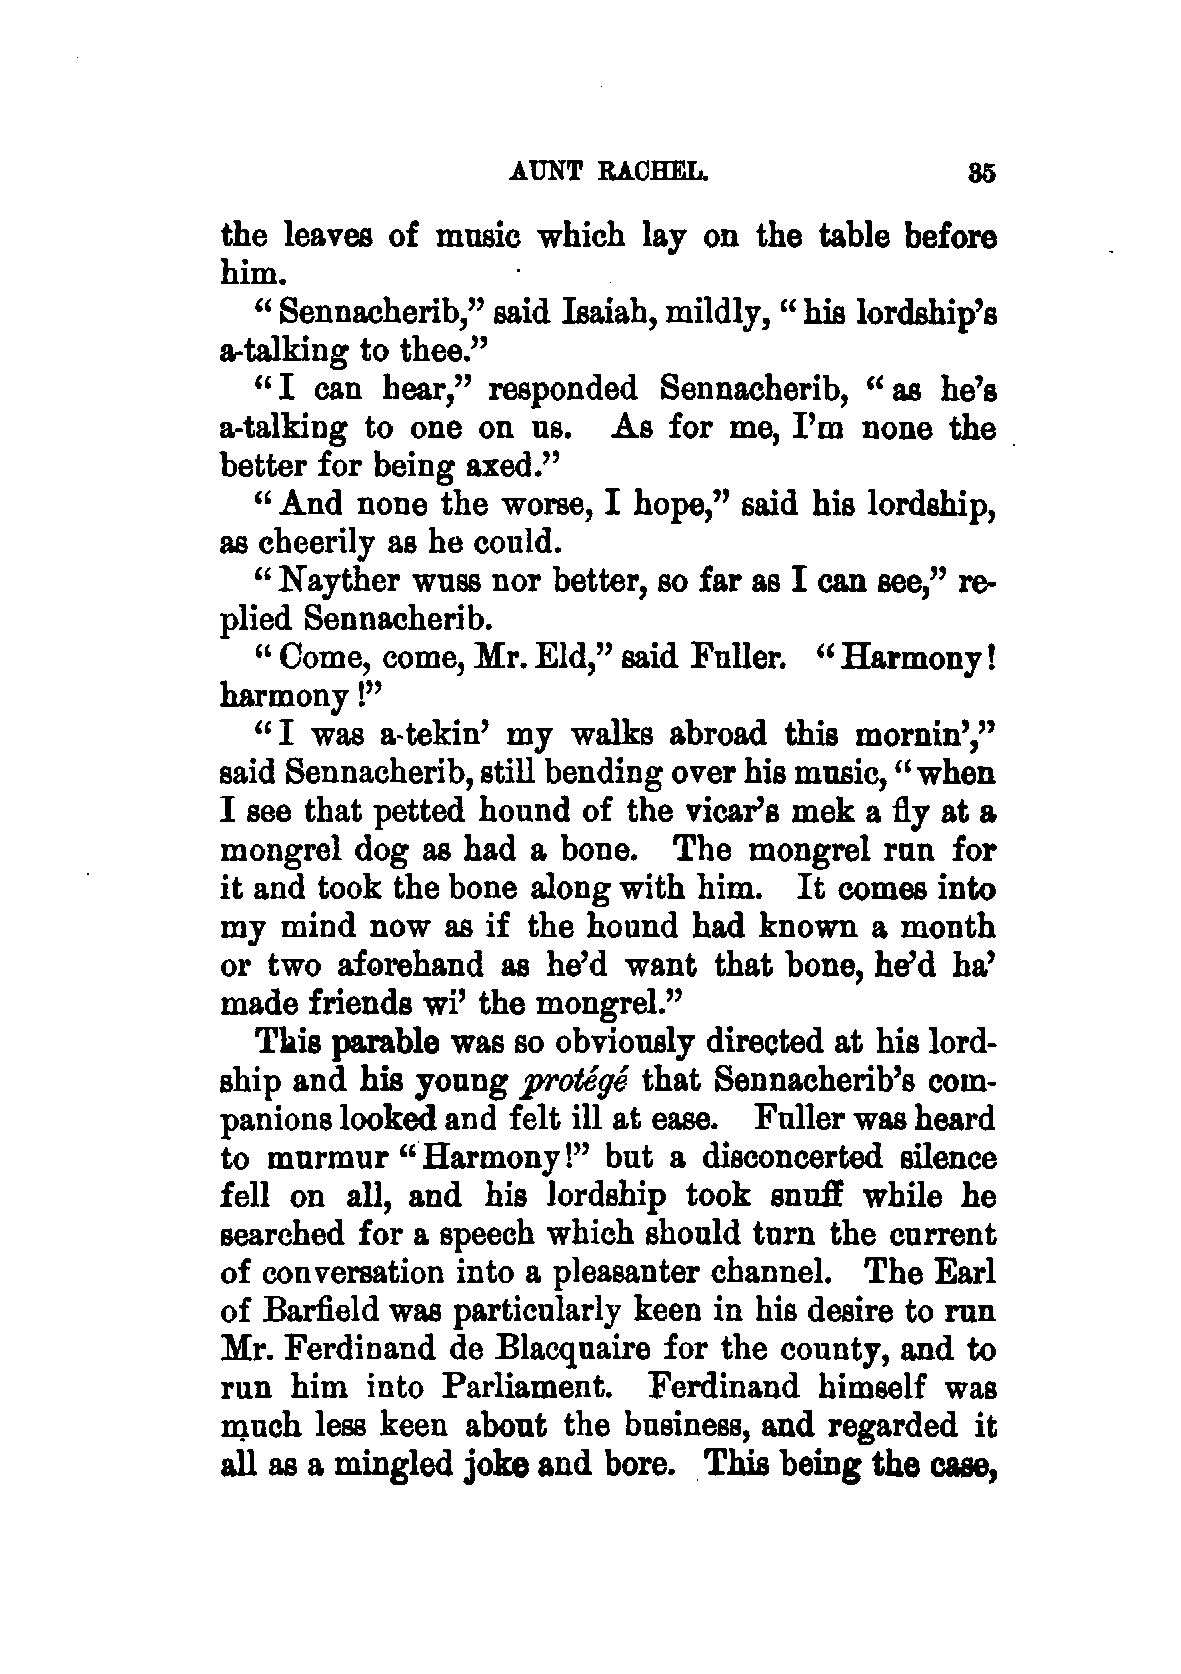 AUNT RACHEL. 35
the leaves of music which lay on the table before
him.
“Sennacherib,” said Isaiah, mildly, “his lordship’s
a-talking to thee.”
“I can hear,” responded Sennacherib, “as he’s
a-talking to one on us. As for me, I’m none the
better for being axed.”
“And none the worse, I hope,” said his lordship,
as cheerily as he could.
“Nayther wuss nor better, so far as I can see,” re-
plied Sennacherib.
“Come, come, Mr. Eld,” said Fuller. “Harmony!
harmony!”
“I was a-tekin’ my walks abroad this mornin’,”
said Sennacherib, still bending over his music, “when
I see that petted hound of the vicar’s mek a fly at a
mongrel dog as had a bone. The mongrel run for
it and took the bone along with him. It comes into
my mind now as if the hound had known a month
or two aforehand as he’d want that bone, he’d ha’
made friends wi’ the mongrel.”
This parable was so obviously directed at his lord-
ship and his young protégé that Sennacherib’s com-
panions looked and felt ill at ease. Fuller was heard
to murmur “Harmony!” but a disconcerted silence
fell on all, and his lordship took snuff while he
searched for a speech which should turn the current
of conversation into a pleasanter channel. The Earl
of Barfield was particularly keen in his desire to run
Mr. Ferdinand de Blacquaire for the county, and to
run him into Parliament. Ferdinand himself was
much less keen about the business, and regarded it
all as a mingled joke and bore. This being the case,